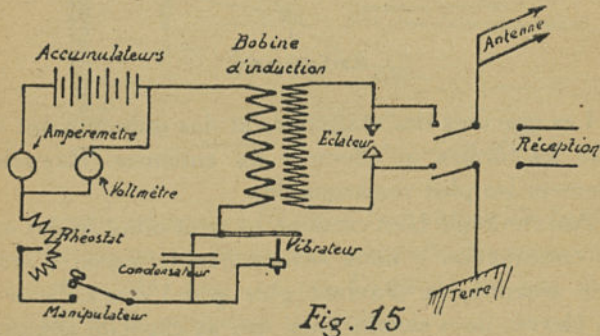 Accumulateurs
Bobine
d'induction
Antenne
Ampèremètre
Voltmètre
Eclateur
Réception
Rhéostat
Vibrateur
Condensateur
Manipulateur
Terre
Fig. 15